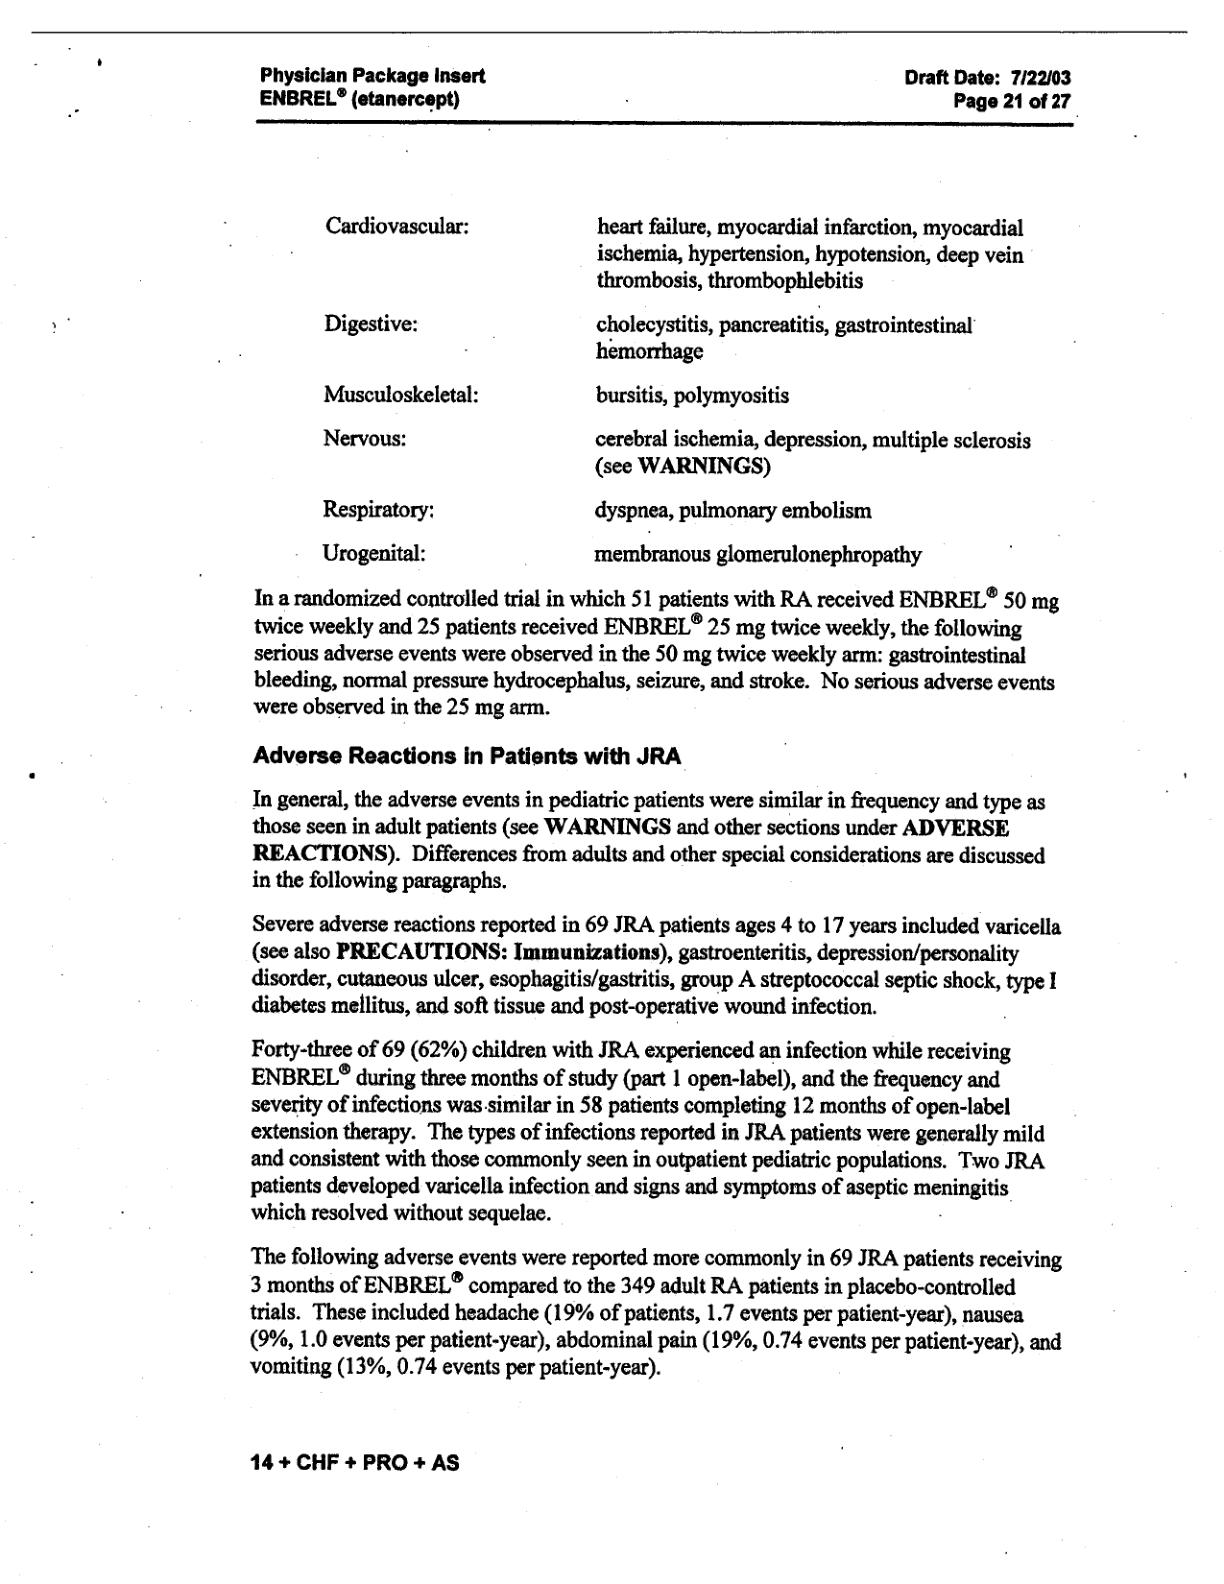 Physician Package Insert
ENBREL® (etanercept)
Draft Date: 7/22/03
Page 21 of 27
Cardiovascular: heart failure, myocardial infarction, myocardial
ischemia, hypertension, hypotension, deep vein
thrombosis, thrombophlebitis
Digestive: cholecystitis, pancreatitis, gastrointestinal
hemorrhage
Musculoskeletal: bursitis, polymyositis
Nervous: cerebral ischemia, depression, multiple sclerosis
(see WARNINGS)
Respiratory: dyspnea, pulmonary embolism
Urogenital: membranous glomerulonephropathy
In a randomized controlled trial in which 51 patients with RA received ENBREL® 50 mg
twice weekly and 25 patients received ENBREL® 25 mg twice weekly, the following
serious adverse events were observed in the 50 mg twice weekly arm: gastrointestinal
bleeding, normal pressure hydrocephalus, seizure, and stroke. No serious adverse events
were observed in the 25 mg arm.
Adverse Reactions in Patients with JRA
In general, the adverse events in pediatric patients were similar in frequency and type as
those seen in adult patients (see WARNINGS and other sections under ADVERSE
REACTIONS). Differences from adults and other special considerations are discussed
in the following paragraphs.
Severe adverse reactions reported in 69 JRA patients ages 4 to 17 years included varicella
(see also PRECAUTIONS: Immunizations), gastroenteritis, depression/personality
disorder, cutaneous ulcer, esophagitis/gastritis, group A streptococcal septic shock, type I
diabetes mellitus, and soft tissue and post-operative wound infection.
Forty-three of 69 (62%) children with JRA experienced an infection while receiving
ENBREL® during three months of study (part 1 open-label), and the frequency and
severity of infections was similar in 58 patients completing 12 months of open-label
extension therapy. The types of infections reported in JRA patients were generally mild
and consistent with those commonly seen in outpatient pediatric populations. Two JRA
patients developed varicella infection and signs and symptoms of aseptic meningitis
which resolved without sequelae.
The following adverse events were reported more commonly in 69 JRA patients receiving
3 months of ENBREL® compared to the 349 adult RA patients in placebo-controlled
trials. These included headache (19% of patients, 1.7 events per patient-year), nausea
(9%, 1.0 events per patient-year), abdominal pain (19%, 0.74 events per patient-year), and
vomiting (13%, 0.74 events per patient-year).
14 + CHF + PRO + AS